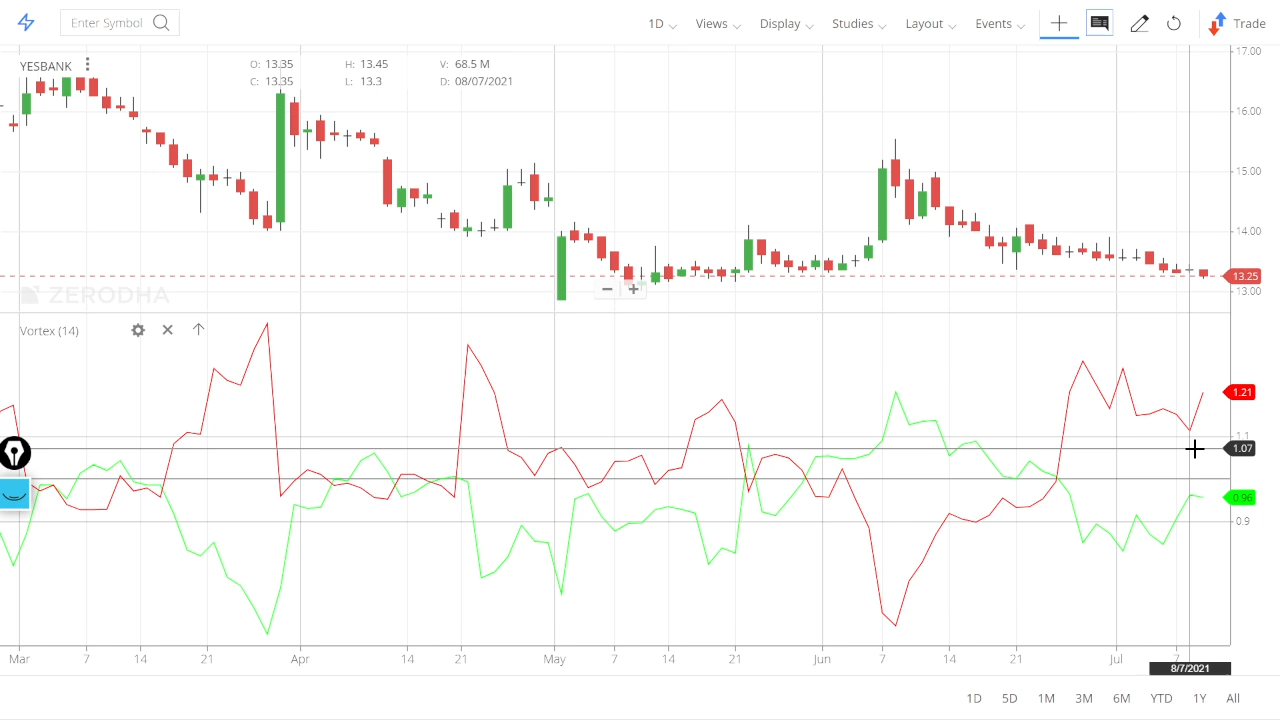 Enter Symbol
1D Views Display Studies Layout Events Trade
YESBANK
O: 13.35 H: 13.45 V: 68.5 M
C: 13.35 L: 13.3 D: 08/07/2021
17.00
16.00
15.00
14.00
13.25
13.00
ZERODHA
Vortex (14)
1.21
1.1
1.07
0.96
0.9
Mar 7 14 21 Apr 14 21 May 7 14 21 Jun 7 14 21 Jul 7
8/7/2021
1D 5D 1M 3M 6M YTD 1Y All